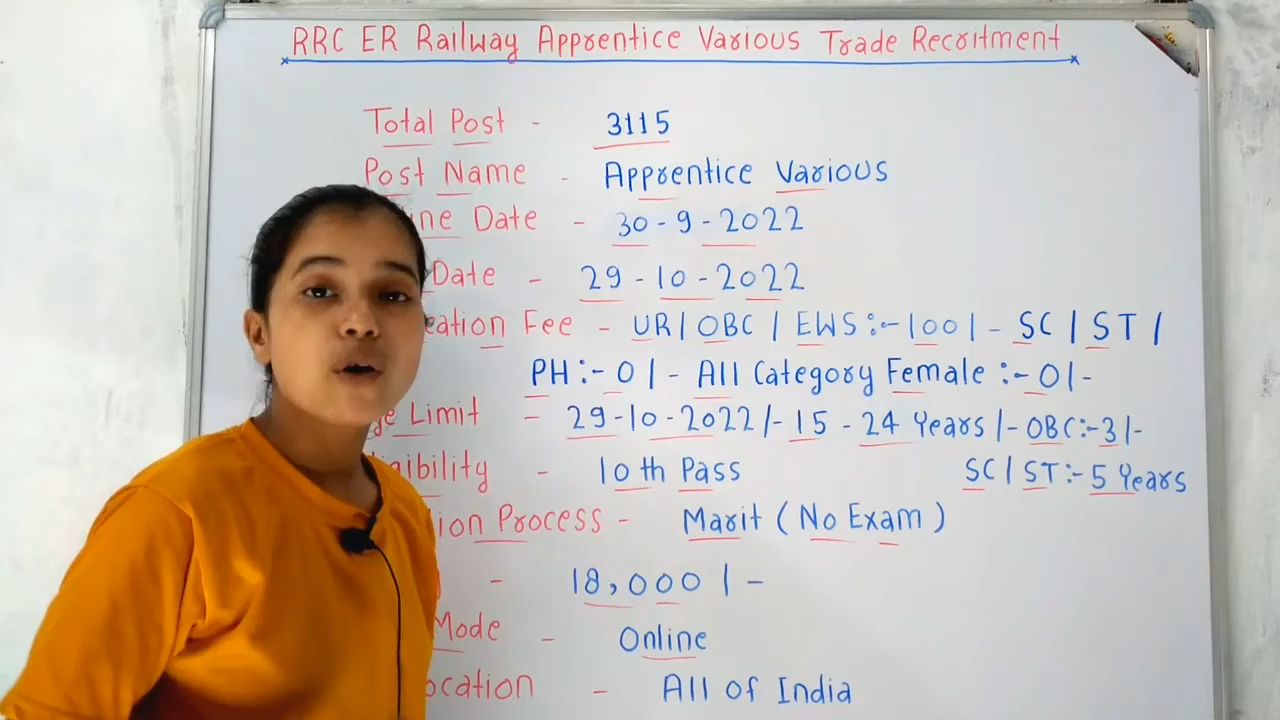 RRC ER Railway Apprentice Various Trade Recritment
Total Post - 3115
Post Name - Apprentice Various
Date - 30-9-2022
Date - 29-10-2022
Fee - UR/OBC/EWS:-100/- SC/ST/
PH:-0/- All Category Female:-0/-
Limit = 29-10-2022/-15-24 Years/-OBC:-3/-
- 10th Pass SC/ST:-5 Years
Process - Marit (No Exam)
- 18,000/-
Mode - Online
- All of India